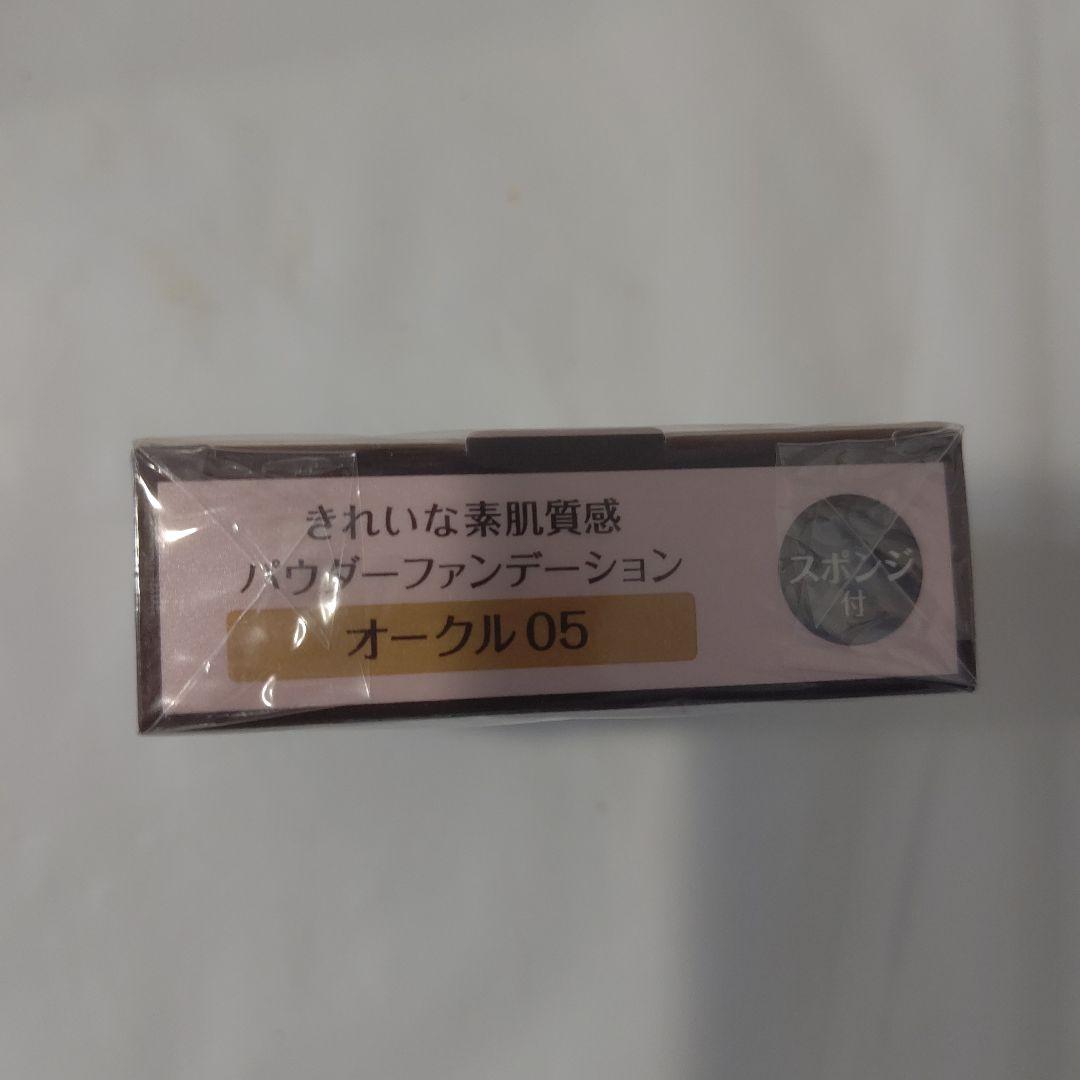 きれいな素肌質感
パウダーファンデーション
オークル05
スポンジ
付